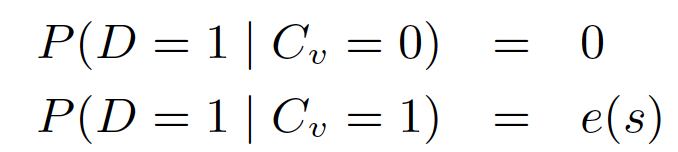 P(D = 1 | C_v = 0) = 0
P(D = 1 | C_v = 1) = e(s)